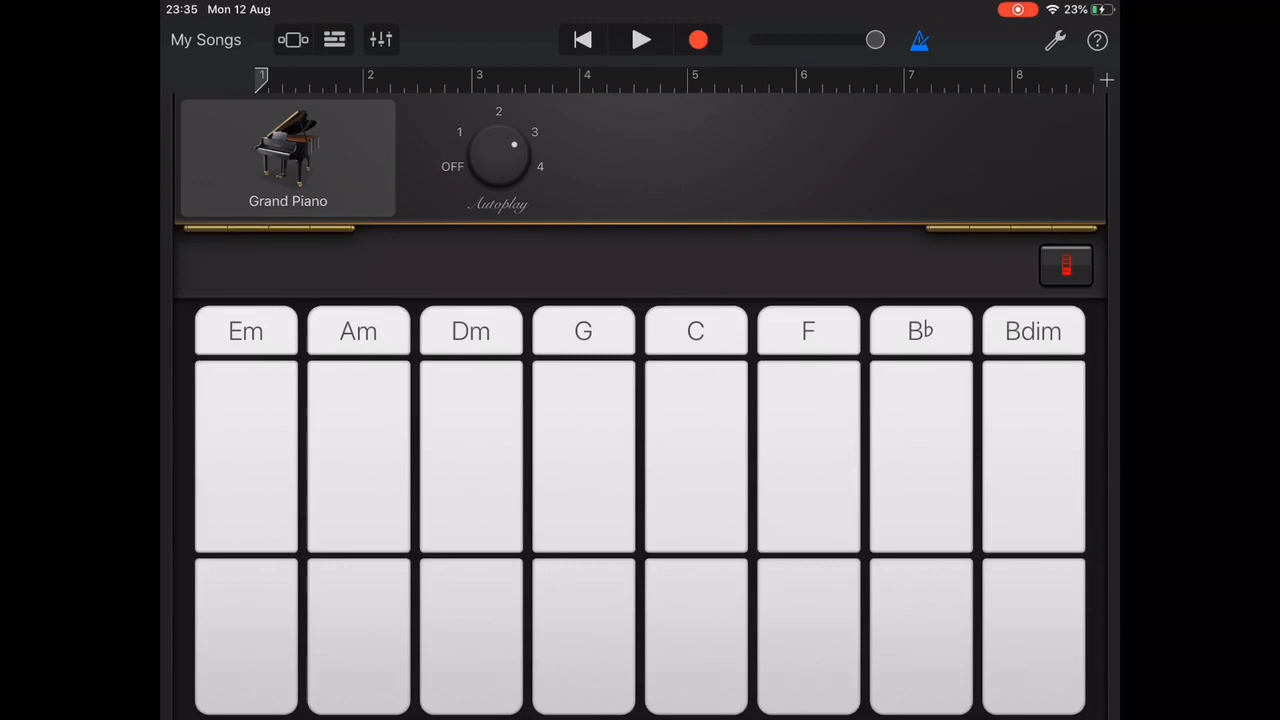 23:35 Mon 12 Aug 23%
My Songs
1 2 3 4 5 6 7 8
2
1 3
OFF 4
Grand Piano Autoplay
Em Am Dm G C F B♭ Bdim